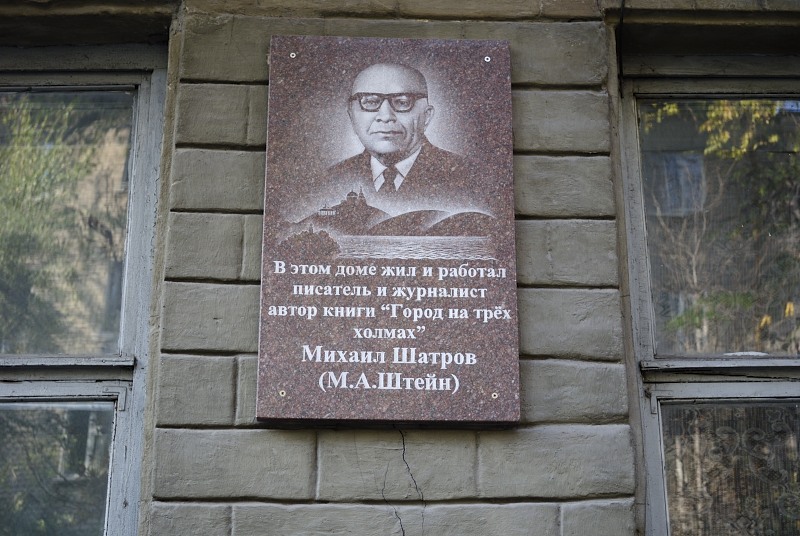 В этом доме жил и работал
писатель и журналист
автор книги “Город на трёх
холмах”
Михаил Шатров
(М.А.Штейн)